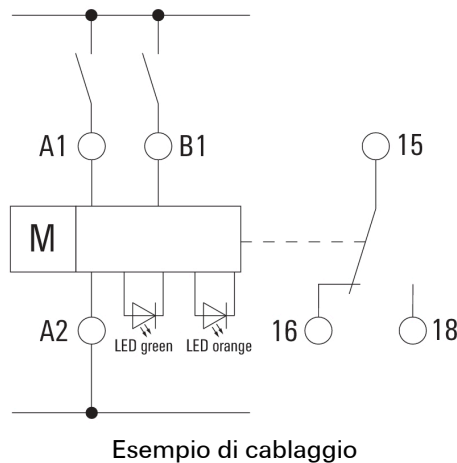 A1
B1
15
M
A2
LED green
LED orange
16
18
Esempio di cablaggio